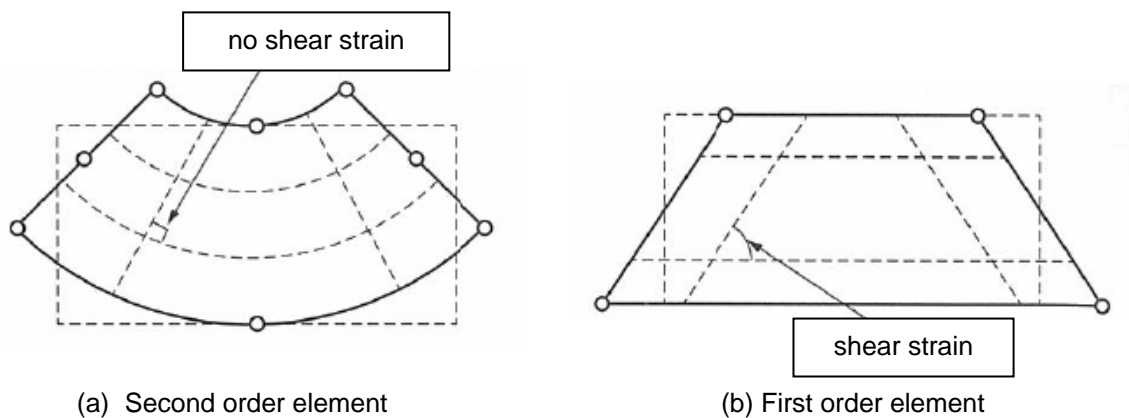 no shear strain
shear strain
(a) Second order element
(b) First order element